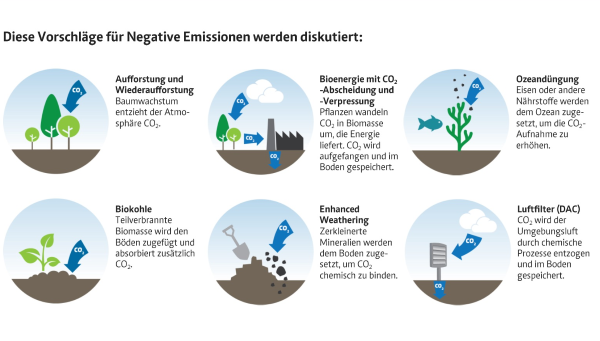 Diese Vorschläge für Negative Emissionen werden diskutiert:
CO₂
Aufforstung und
Wiederaufforstung
Baumwachstum
entzieht der Atmo-
sphäre CO₂.
CO₂
CO₂
CO₂
Bioenergie mit CO₂
-Abscheidung und
-Verpressung
Pflanzen wandeln
CO₂ in Biomasse
um, die Energie
liefert. CO₂ wird
aufgefangen und im
Boden gespeichert.
CO₂
Ozeandüngung
Eisen oder andere
Nährstoffe werden
dem Ozean zuge-
setzt, um die CO₂-
Aufnahme zu
erhöhen.
CO₂
Biokohle
Teilverbrannte
Biomasse wird den
Böden zugefügt und
absorbiert zusätzlich
CO₂.
CO₂
Enhanced
Weathering
Zerkleinerte
Mineralien werden
dem Boden zuge-
setzt, um CO₂
chemisch zu binden.
CO₂
CO₂
Luftfilter (DAC)
CO₂ wird der
Umgebungsluft
durch chemische
Prozesse entzogen
und im Boden
gespeichert.